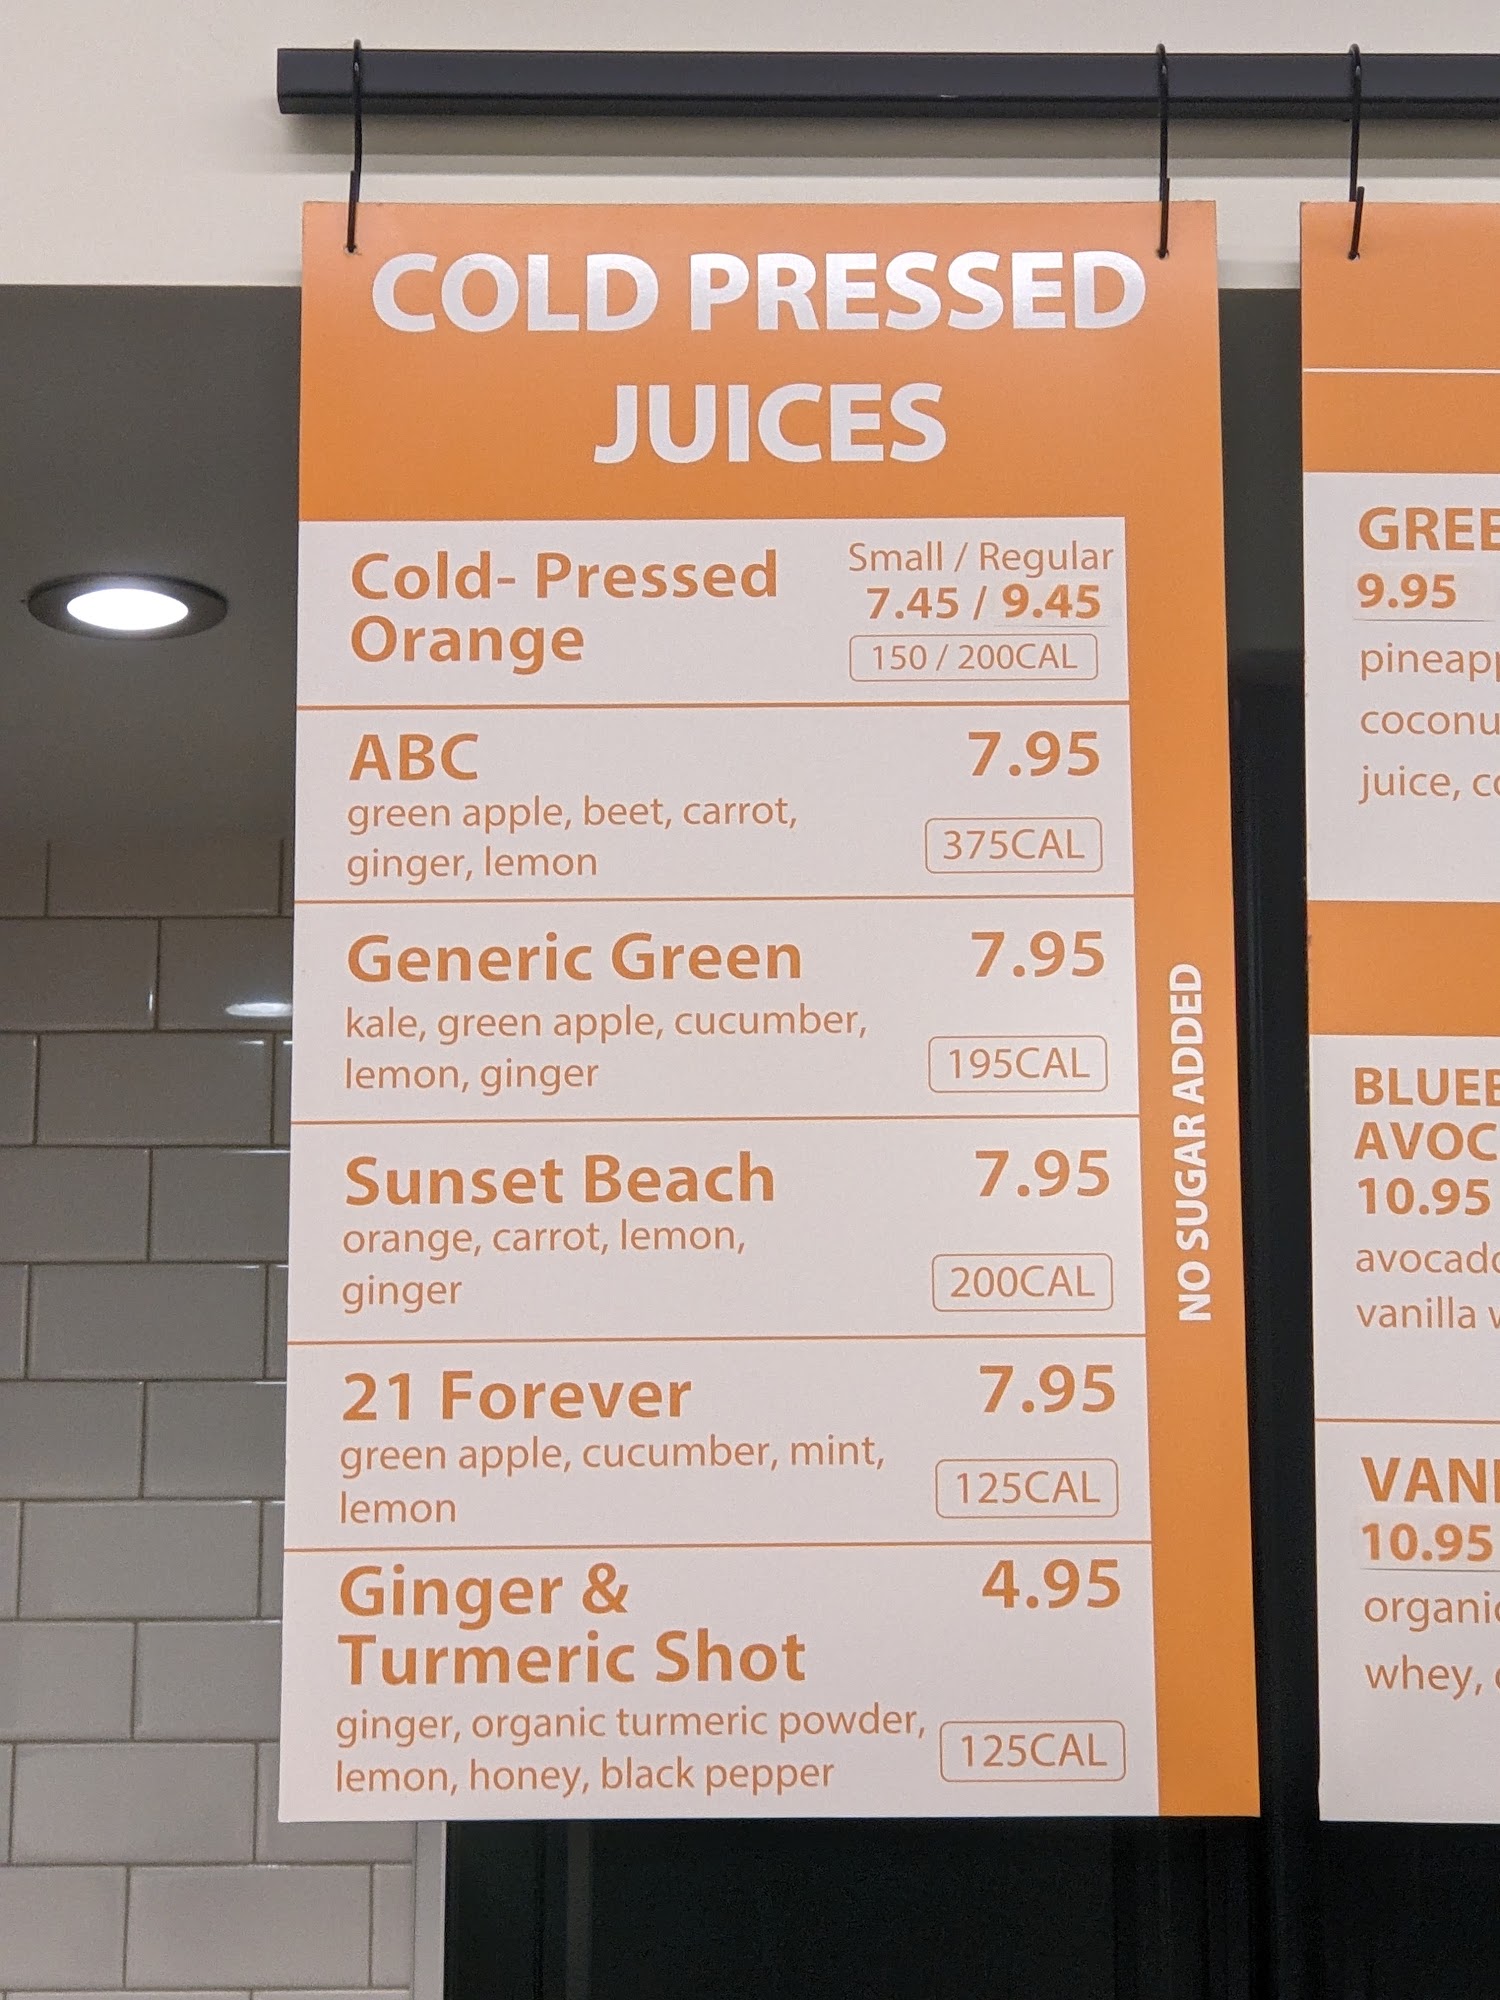 COLD PRESSED
JUICES
Cold- Pressed
Orange
Small / Regular
7.45 / 9.45
150 / 200CAL
ABC
7.95
green apple, beet, carrot,
ginger, lemon
375CAL
Generic Green
7.95
kale, green apple, cucumber,
lemon, ginger
195CAL
Sunset Beach
7.95
orange, carrot, lemon,
ginger
200CAL
21 Forever
7.95
green apple, cucumber, mint,
lemon
125CAL
Ginger &
Turmeric Shot
4.95
ginger, organic turmeric powder,
lemon, honey, black pepper
125CAL
NO SUGAR ADDED
9.95
juice,
10.95
vanilla
10.95
whey,